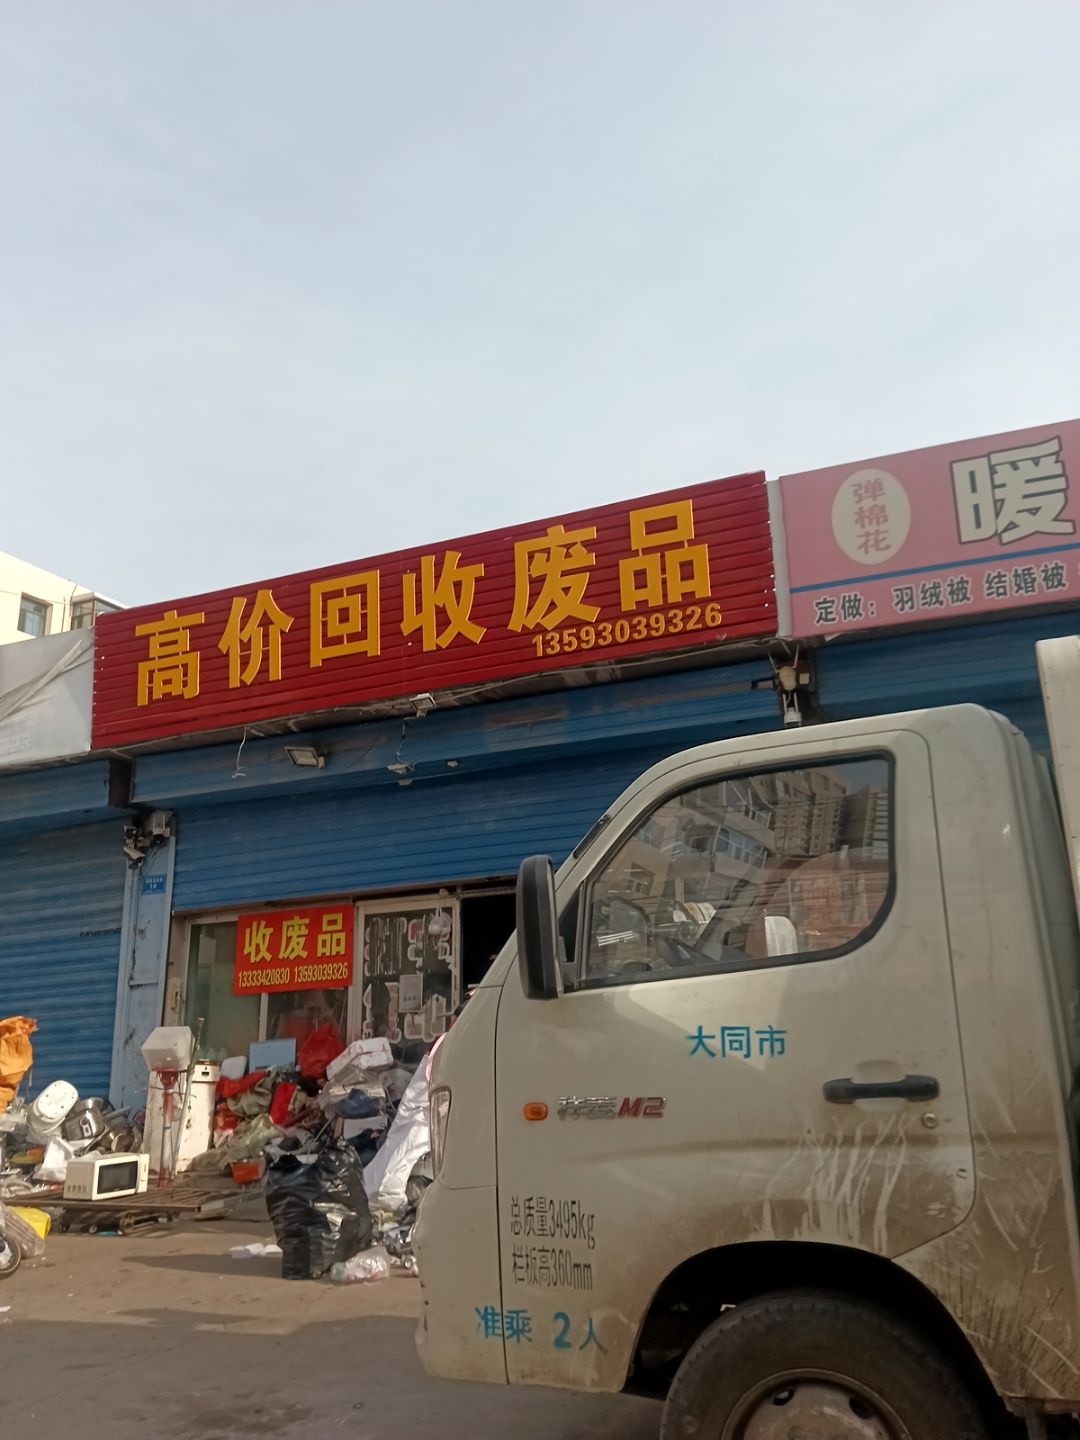 高价回收废品
13593039326
弹
棉
花
暖
定做：羽绒被 结婚被
收废品
13333420830 13593039326
大同市
M2
总质量3495kg
栏板高360mm
准乘 2人